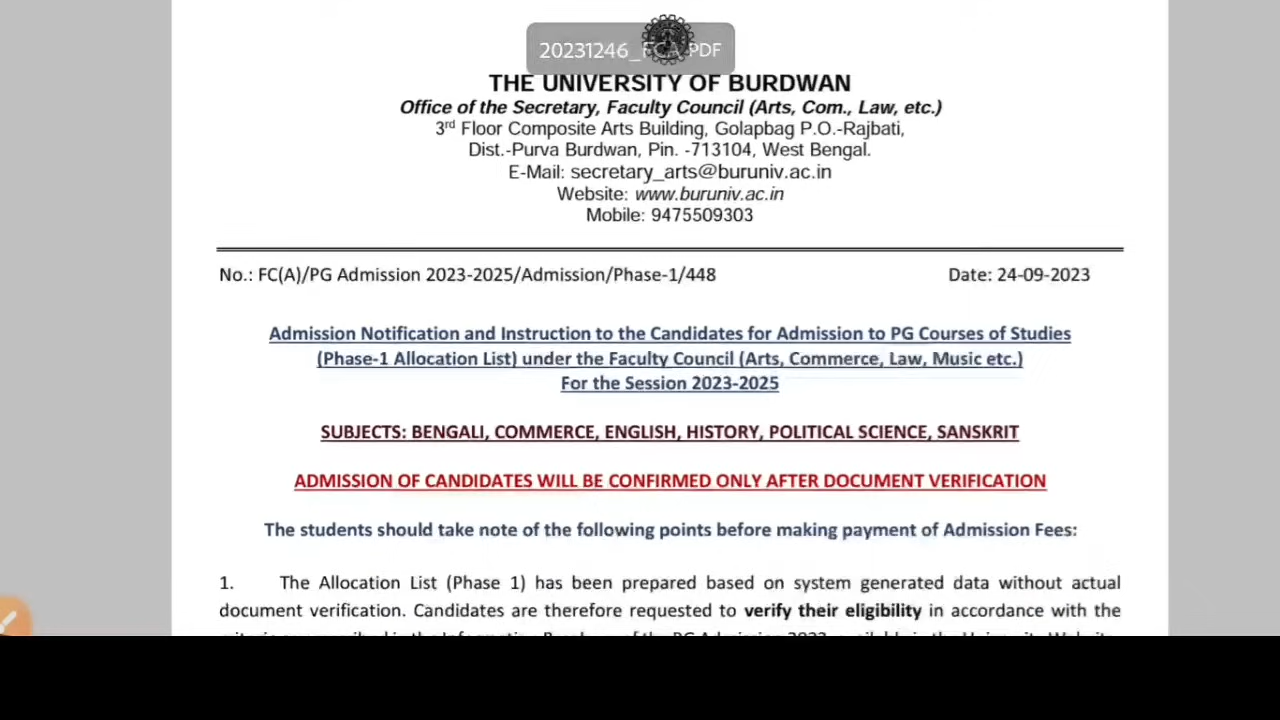 20231246_FCA.PDF
THE UNIVERSITY OF BURDWAN
Office of the Secretary, Faculty Council (Arts, Com., Law, etc.)
3rd Floor Composite Arts Building, Golapbag P.O.-Rajbati,
Dist.-Purva Burdwan, Pin. -713104, West Bengal.
E-Mail: secretary_arts@buruniv.ac.in
Website: www.buruniv.ac.in
Mobile: 9475509303
No.: FC(A)/PG Admission 2023-2025/Admission/Phase-1/448 Date: 24-09-2023
Admission Notification and Instruction to the Candidates for Admission to PG Courses of Studies
(Phase-1 Allocation List) under the Faculty Council (Arts, Commerce, Law, Music etc.)
For the Session 2023-2025
SUBJECTS: BENGALI, COMMERCE, ENGLISH, HISTORY, POLITICAL SCIENCE, SANSKRIT
ADMISSION OF CANDIDATES WILL BE CONFIRMED ONLY AFTER DOCUMENT VERIFICATION
The students should take note of the following points before making payment of Admission Fees:
1. The Allocation List (Phase 1) has been prepared based on system generated data without actual
document verification. Candidates are therefore requested to verify their eligibility in accordance with the